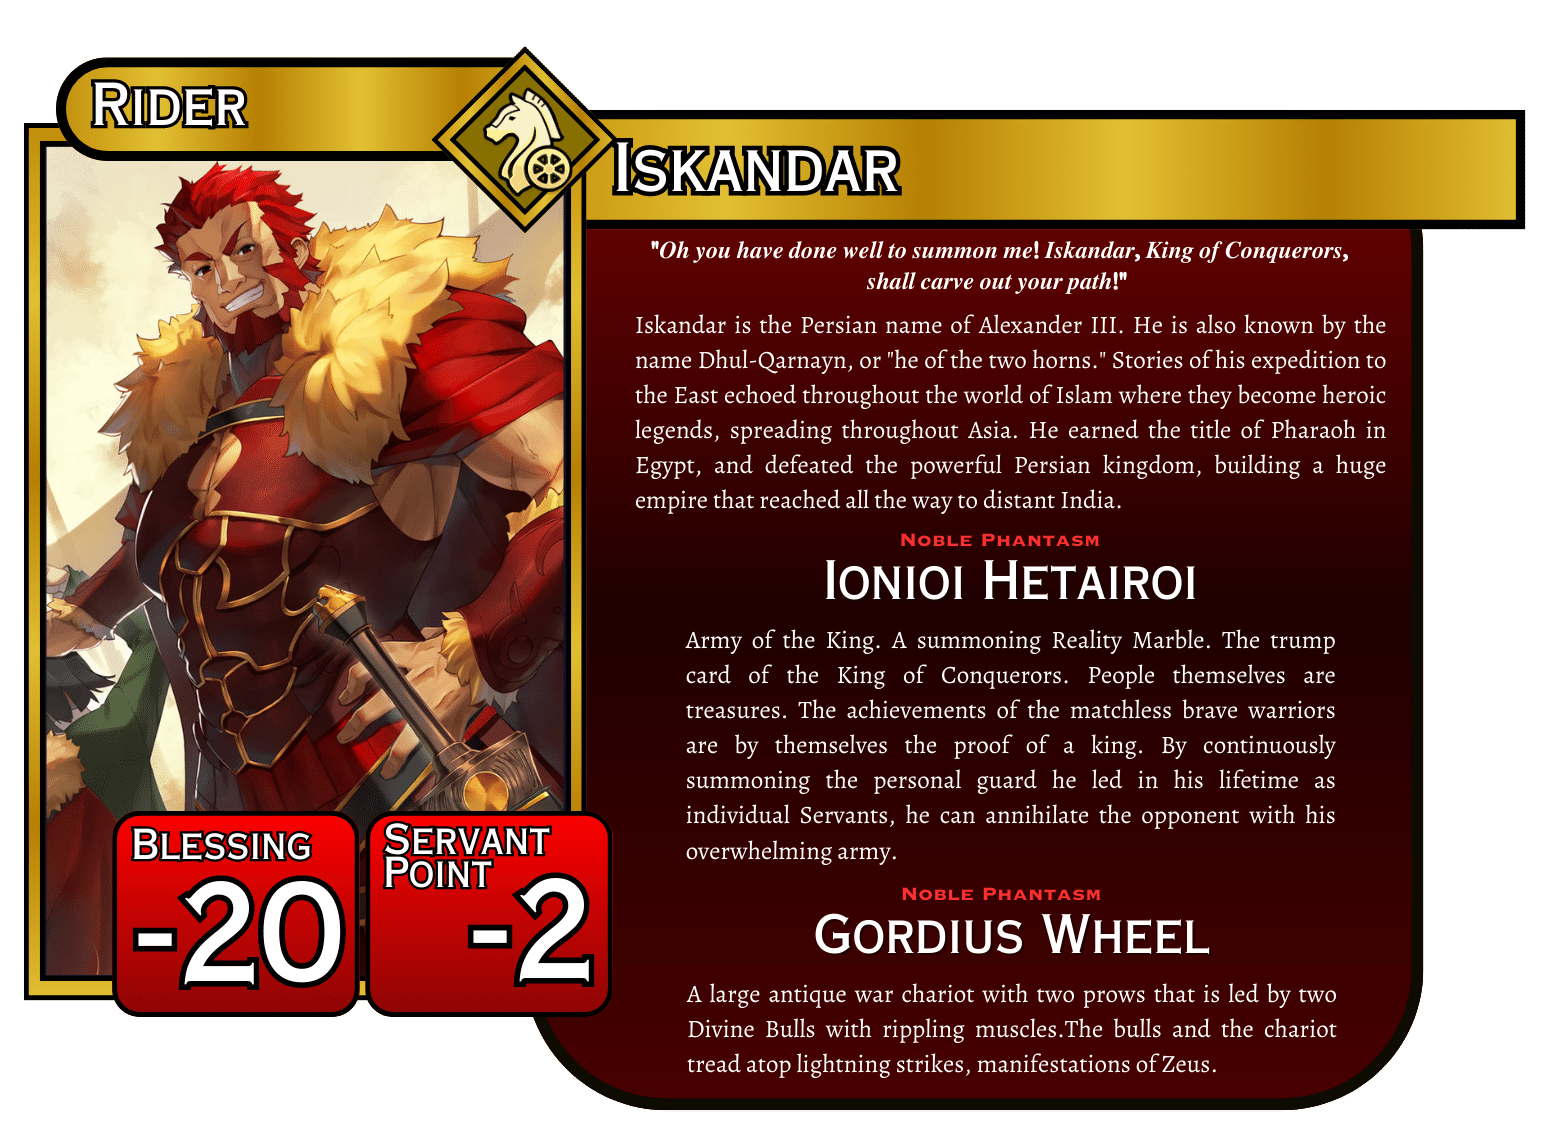 RIDER
ISKANDAR
"Oh you have done well to summon me! Iskandar, King of Conquerors,
shall carve out your path!"
Iskandar is the Persian name of Alexander III. He is also known by the
name Dhul-Qarnayn, or "he of the two horns." Stories of his expedition to
the East echoed throughout the world of Islam where they become heroic
legends, spreading throughout Asia. He earned the title of Pharaoh in
Egypt, and defeated the powerful Persian kingdom, building a huge
empire that reached all the way to distant India.
NOBLE PHANTASM
IONIOI HETAIROI
Army of the King. A summoning Reality Marble. The trump
card of the King of Conquerors. People themselves are
treasures. The achievements of the matchless brave warriors
are by themselves the proof of a king. By continuously
summoning the personal guard he led in his lifetime as
individual Servants, he can annihilate the opponent with his
overwhelming army.
NOBLE PHANTASM
GORDIUS WHEEL
A large antique war chariot with two prows that is led by two
Divine Bulls with rippling muscles.The bulls and the chariot
tread atop lightning strikes, manifestations of Zeus.
BLESSING
-20
SERVANT
POINT
-2